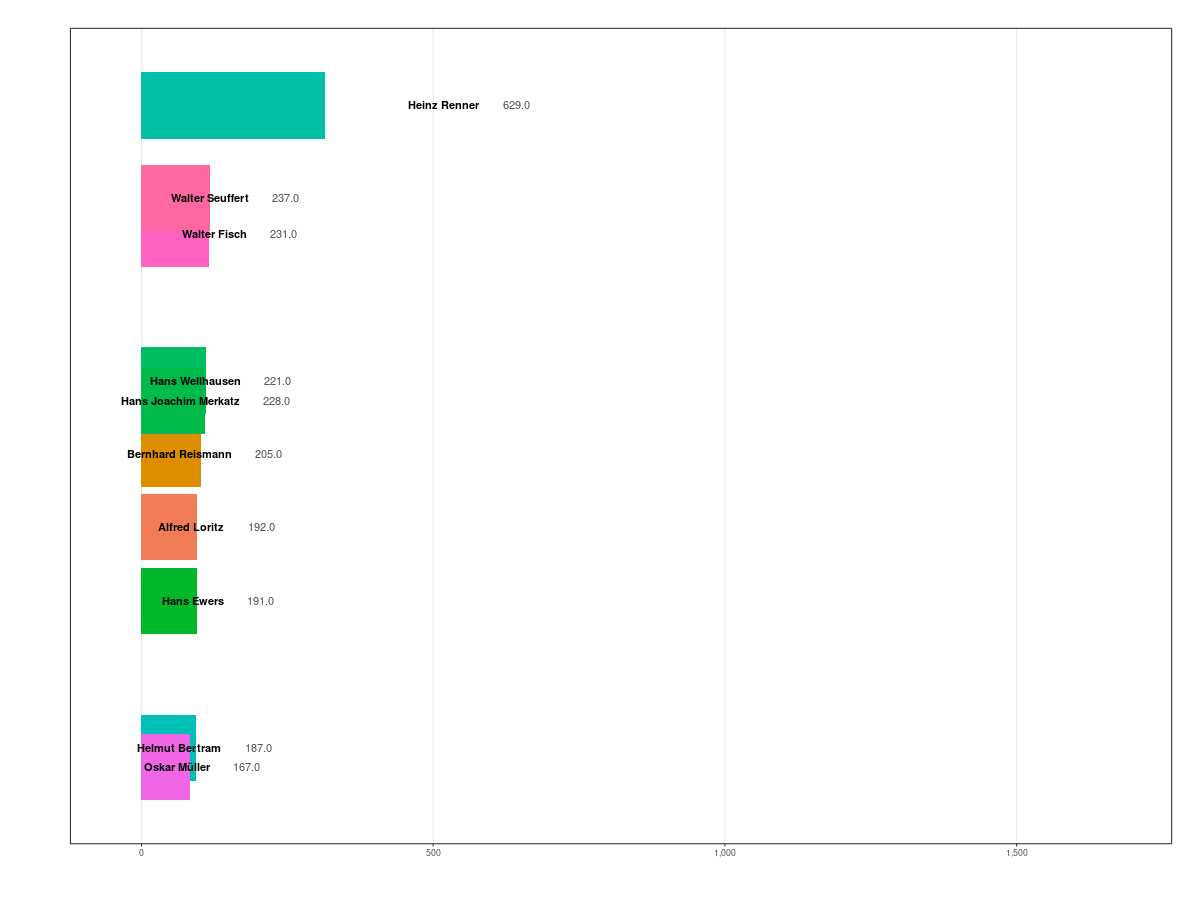 Heinz Renner 629.0
Walter Seuffert 237.0
Walter Fisch 231.0
Hans Wellhausen 221.0
Hans Joachim Merkatz 228.0
Bernhard Reismann 205.0
Alfred Loritz 192.0
Hans Ewers 191.0
Helmut Bertram 187.0
Oskar Müller 167.0
0 500 1,000 1,500